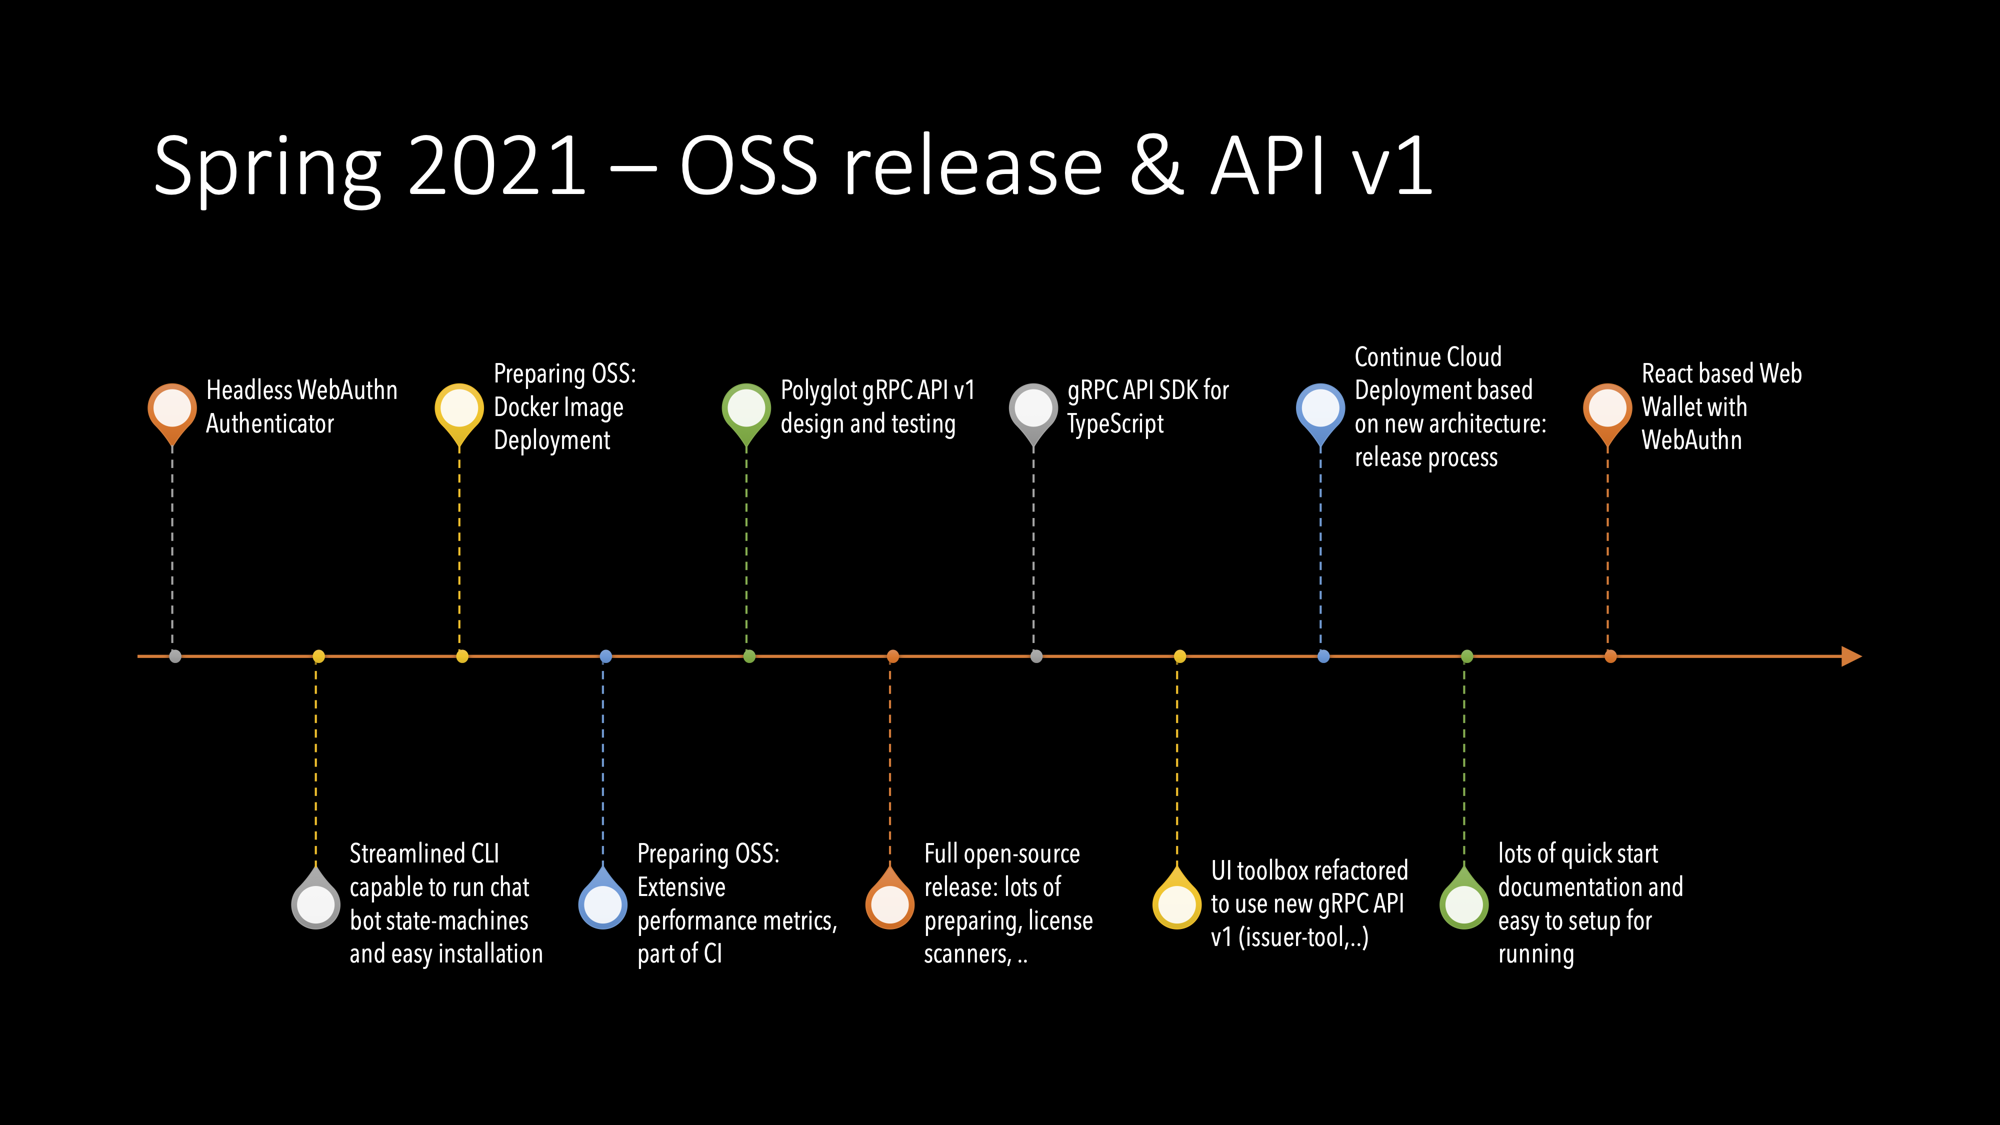 Spring 2021 – OSS release & API v1
Headless WebAuthn
Authenticator
Preparing OSS:
Docker Image
Deployment
Polyglot gRPC API v1
design and testing
gRPC API SDK for
TypeScript
Continue Cloud
Deployment based
on new architecture:
release process
React based Web
Wallet with
WebAuthn
Streamlined CLI
capable to run chat
bot state-machines
and easy installation
Preparing OSS:
Extensive
performance metrics,
part of CI
Full open-source
release: lots of
preparing, license
scanners, ..
UI toolbox refactored
to use new gRPC API
v1 (issuer-tool,..)
lots of quick start
documentation and
easy to setup for
running